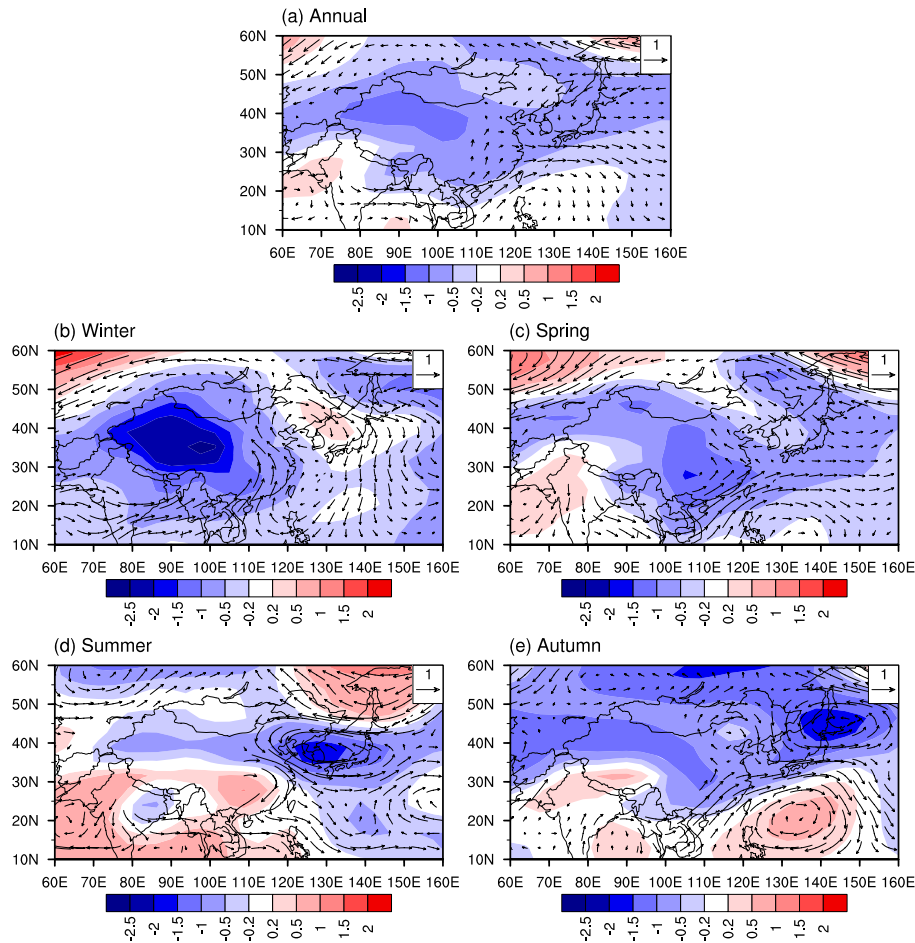 (a) Annual
60N
50N
40N
30N
20N
10N
1
60E 70E 80E 90E 100E 110E 120E 130E 140E 150E 160E
-2.5 -2 -1.5 -1 -0.5 -0.2 0.2 0.5 1 1.5 2
(b) Winter
60N
50N
40N
30N
20N
10N
1
60E 70E 80E 90E 100E 110E 120E 130E 140E 150E 160E
-2.5 -2 -1.5 -1 -0.5 -0.2 0.2 0.5 1 1.5 2
(c) Spring
60N
50N
40N
30N
20N
10N
1
60E 70E 80E 90E 100E 110E 120E 130E 140E 150E 160E
-2.5 -2 -1.5 -1 -0.5 -0.2 0.2 0.5 1 1.5 2
(d) Summer
60N
50N
40N
30N
20N
10N
1
60E 70E 80E 90E 100E 110E 120E 130E 140E 150E 160E
-2.5 -2 -1.5 -1 -0.5 -0.2 0.2 0.5 1 1.5 2
(e) Autumn
60N
50N
40N
30N
20N
10N
1
60E 70E 80E 90E 100E 110E 120E 130E 140E 150E 160E
-2.5 -2 -1.5 -1 -0.5 -0.2 0.2 0.5 1 1.5 2